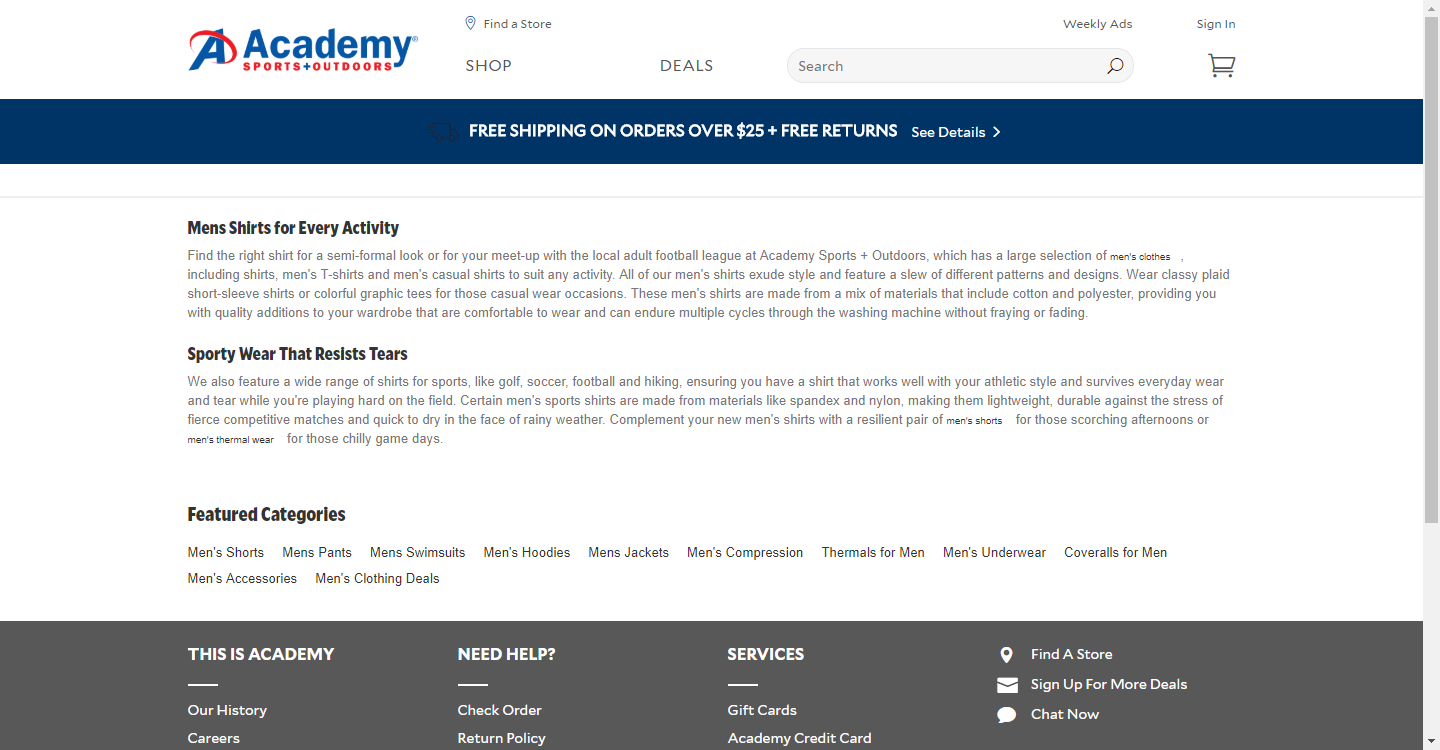 Find a Store
Weekly Ads
Sign In
Academy®
SPORTS+OUTDOORS
SHOP
DEALS
Search
FREE SHIPPING ON ORDERS OVER $25 + FREE RETURNS See Details
Mens Shirts for Every Activity
Find the right shirt for a semi-formal look or for your meet-up with the local adult football league at Academy Sports + Outdoors, which has a large selection of men's clothes ,
including shirts, men's T-shirts and men's casual shirts to suit any activity. All of our men's shirts exude style and feature a slew of different patterns and designs. Wear classy plaid
short-sleeve shirts or colorful graphic tees for those casual wear occasions. These men's shirts are made from a mix of materials that include cotton and polyester, providing you
with quality additions to your wardrobe that are comfortable to wear and can endure multiple cycles through the washing machine without fraying or fading.
Sporty Wear That Resists Tears
We also feature a wide range of shirts for sports, like golf, soccer, football and hiking, ensuring you have a shirt that works well with your athletic style and survives everyday wear
and tear while you're playing hard on the field. Certain men's sports shirts are made from materials like spandex and nylon, making them lightweight, durable against the stress of
fierce competitive matches and quick to dry in the face of rainy weather. Complement your new men's shirts with a resilient pair of men's shorts for those scorching afternoons or
men's thermal wear for those chilly game days.
Featured Categories
Men's Shorts Mens Pants Mens Swimsuits Men's Hoodies Mens Jackets Men's Compression Thermals for Men Men's Underwear Coveralls for Men
Men's Accessories Men's Clothing Deals
THIS IS ACADEMY
Our History
Careers
NEED HELP?
Check Order
Return Policy
SERVICES
Gift Cards
Academy Credit Card
Find A Store
Sign Up For More Deals
Chat Now